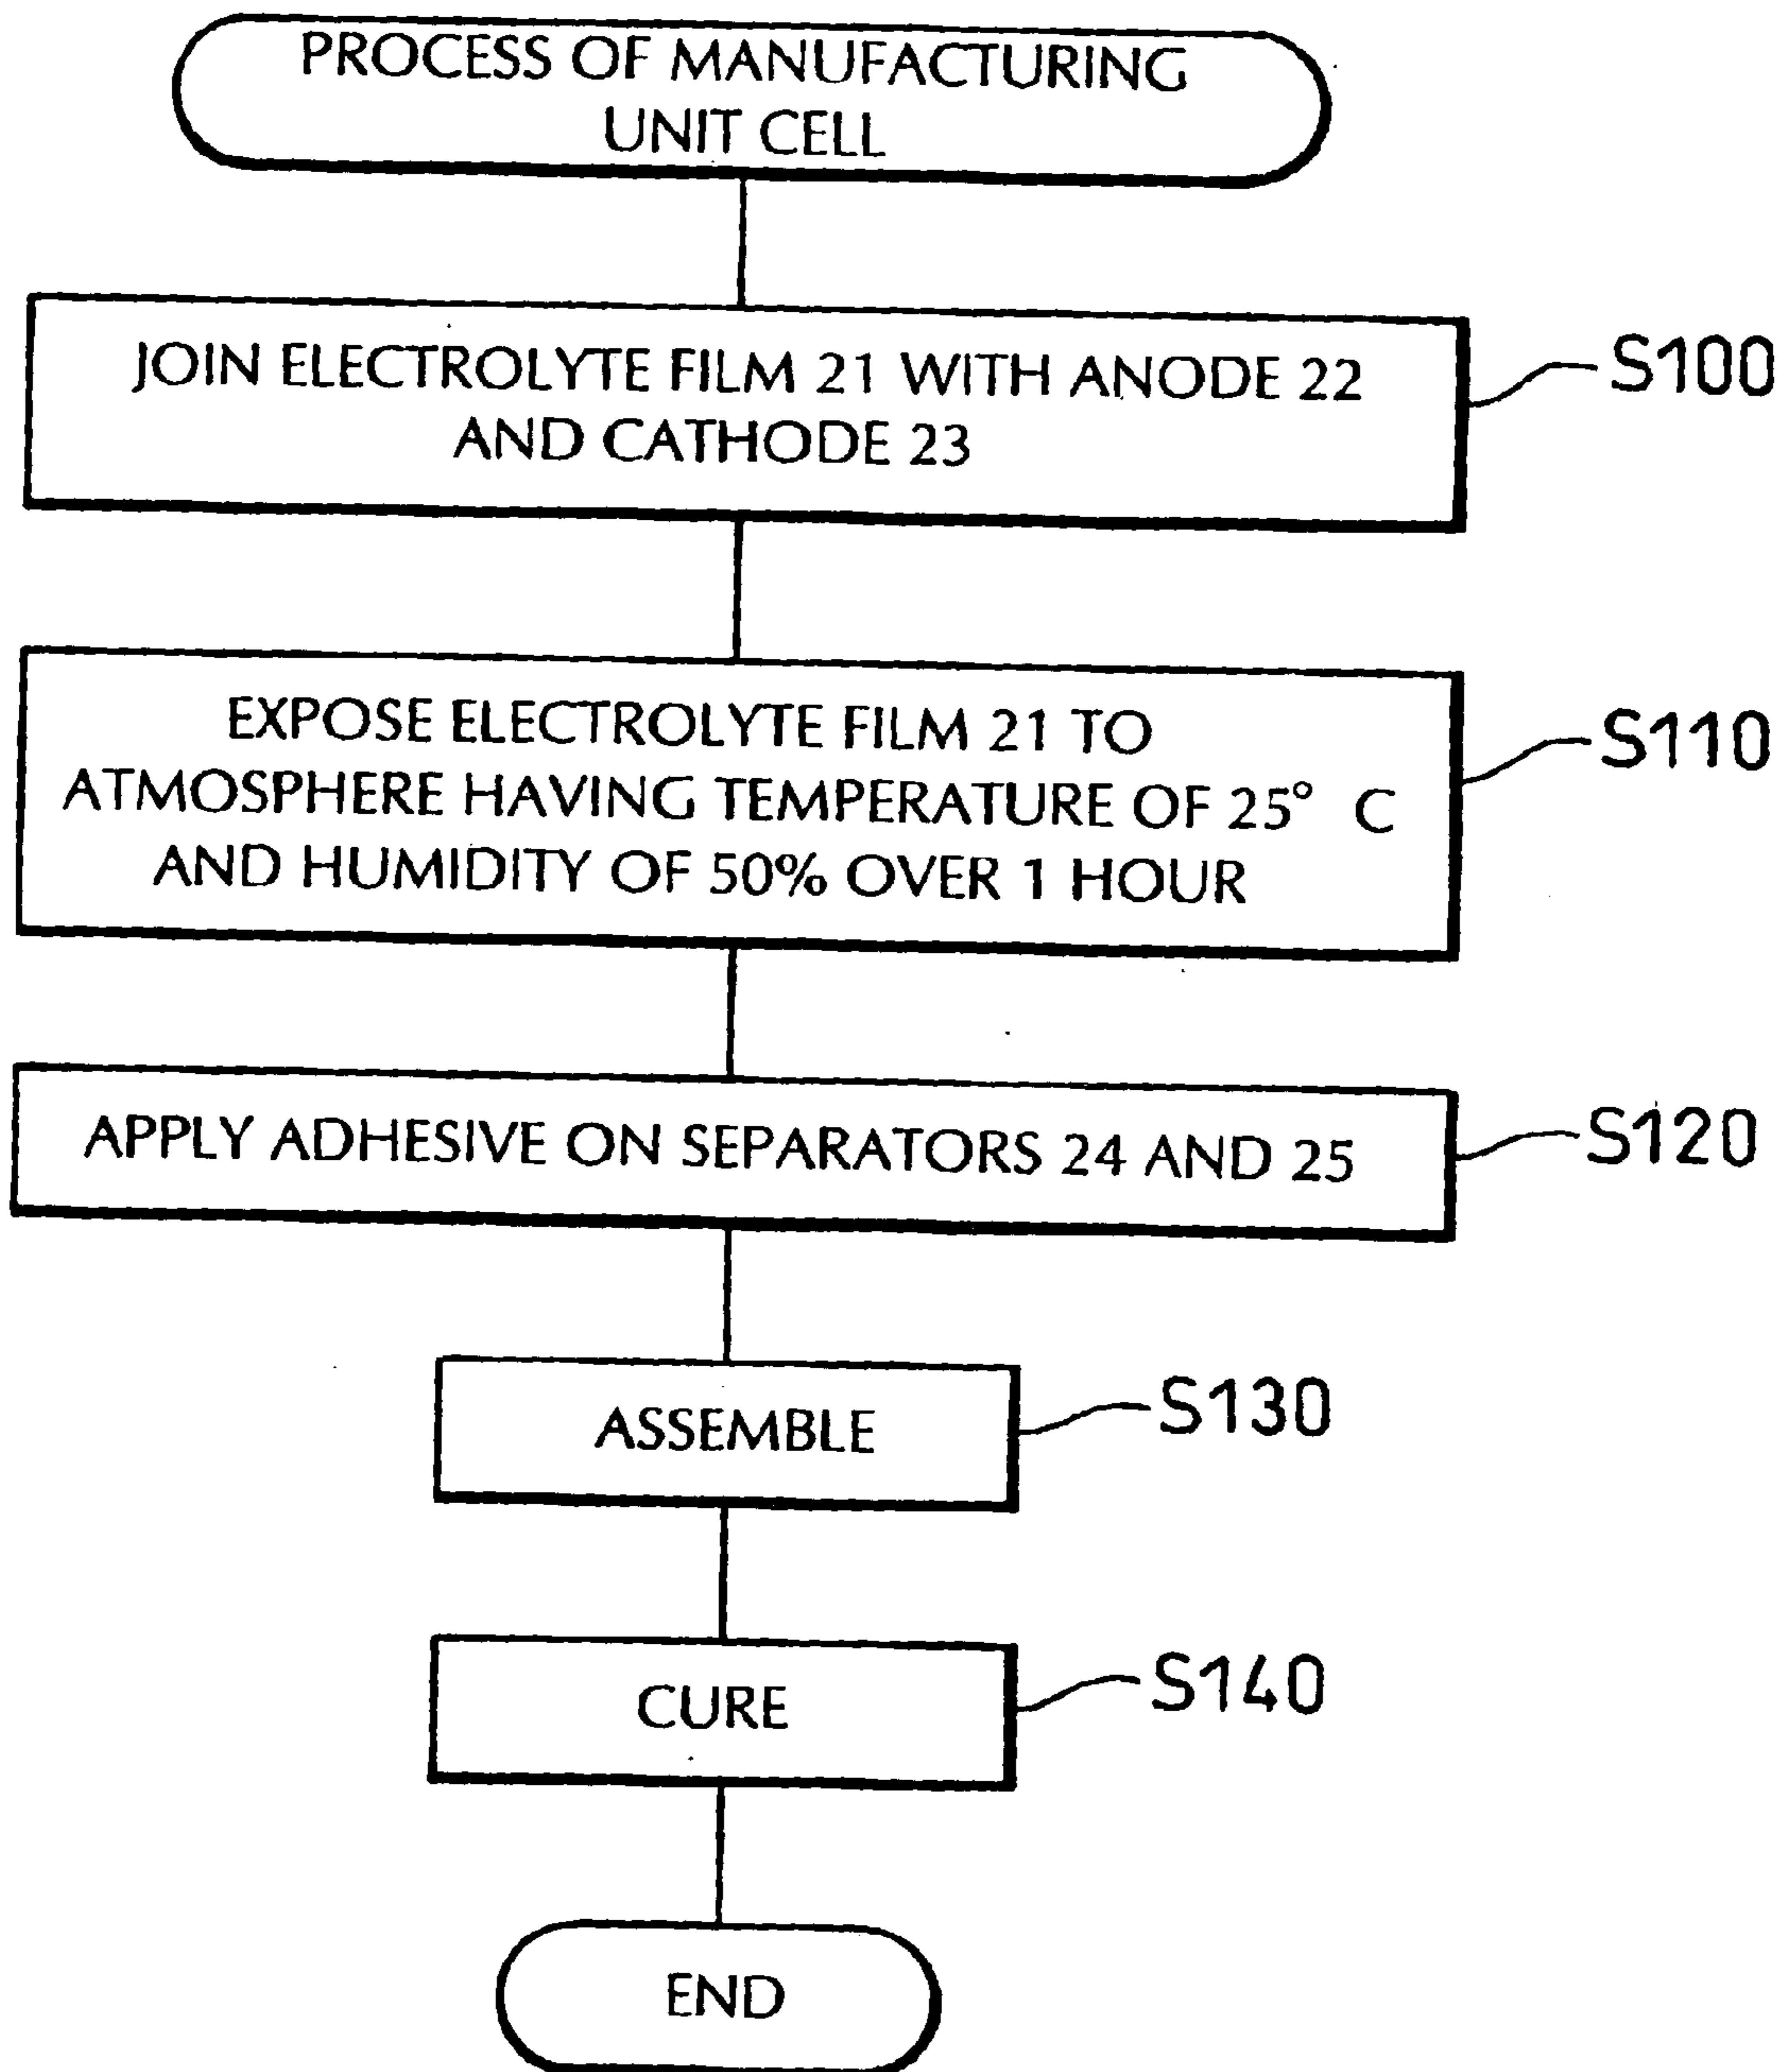 PROCESS OF MANUFACTURING
UNIT CELL
JOIN ELECTROLYTE FILM 21 WITH ANODE 22
AND CATHODE 23
S100
EXPOSE ELECTROLYTE FILM 21 TO
ATMOSPHERE HAVING TEMPERATURE OF 25° C
AND HUMIDITY OF 50% OVER 1 HOUR
S110
APPLY ADHESIVE ON SEPARATORS 24 AND 25
S120
ASSEMBLE
S130
CURE
S140
END